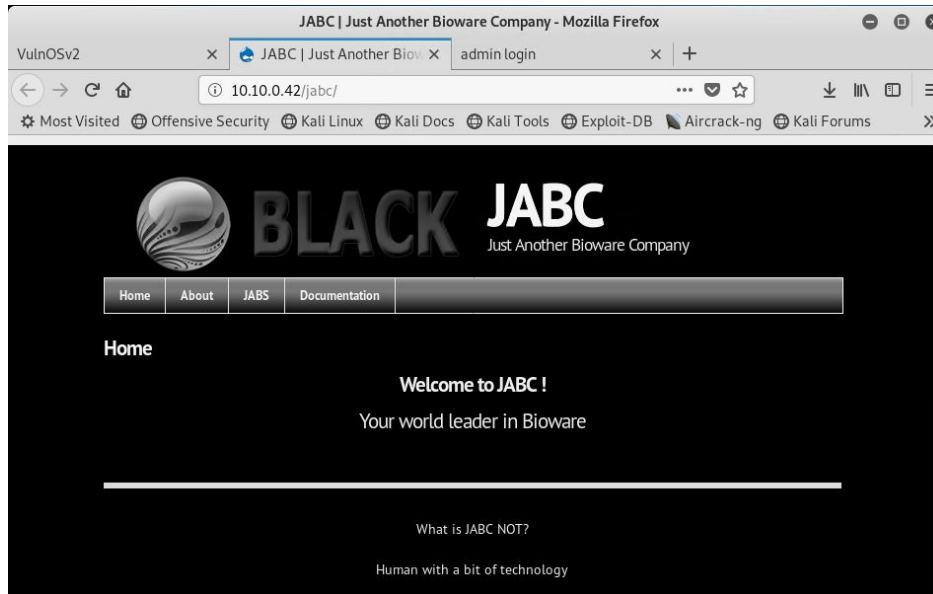 JABC | Just Another Bioware Company - Mozilla Firefox
VulnOSv2 JABC | Just Another Biow admin login
10.10.0.42/jabc/
Most Visited Offensive Security Kali Linux Kali Docs Kali Tools Exploit-DB Aircrack-ng Kali Forums
BLACK JABC
Just Another Bioware Company
Home About JABS Documentation
Home
Welcome to JABC !
Your world leader in Bioware
What is JABC NOT?
Human with a bit of technology